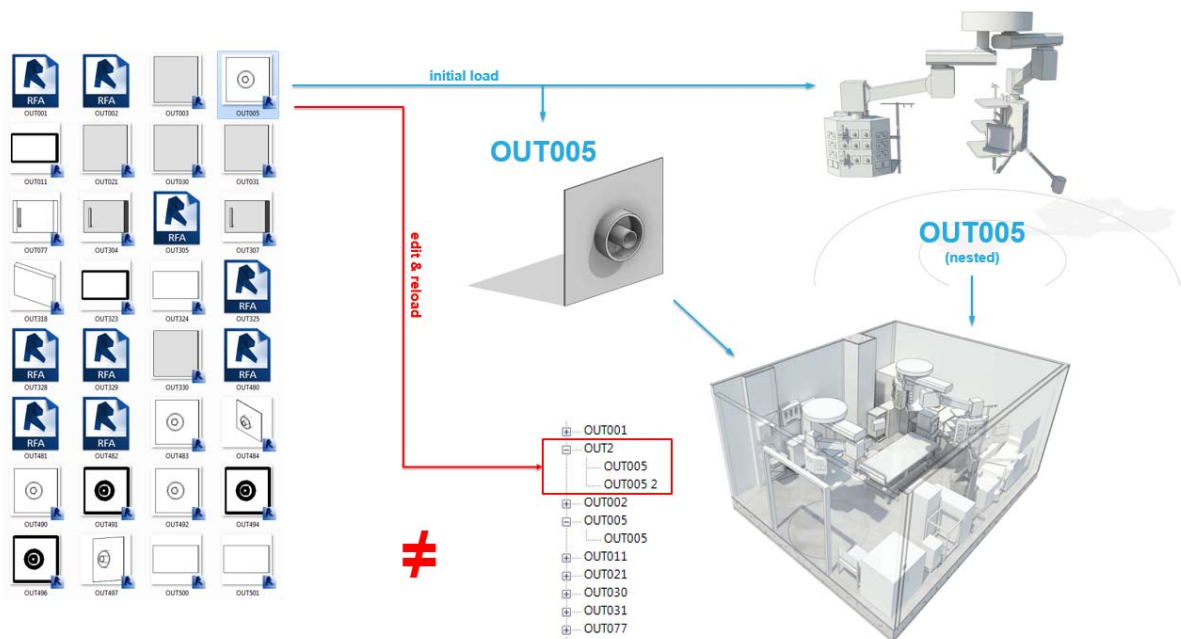 RFA
RFA
OUT001
OUT002
OUT003
OUT005
OUT011
OUT021
OUT030
OUT031
RFA
OUT077
OUT304
OUT305
OUT307
RFA
OUT318
OUT323
OUT324
OUT325
RFA
RFA
RFA
OUT328
OUT329
OUT330
OUT480
RFA
RFA
OUT481
OUT482
OUT483
OUT484
OUT490
OUT491
OUT492
OUT494
OUT496
OUT497
OUT500
OUT501
initial load
OUT005
edit & reload
OUT005
(nested)
OUT001
OUT2
OUT005
OUT005 2
OUT002
OUT005
OUT005
OUT011
OUT021
OUT030
OUT031
OUT077
≠